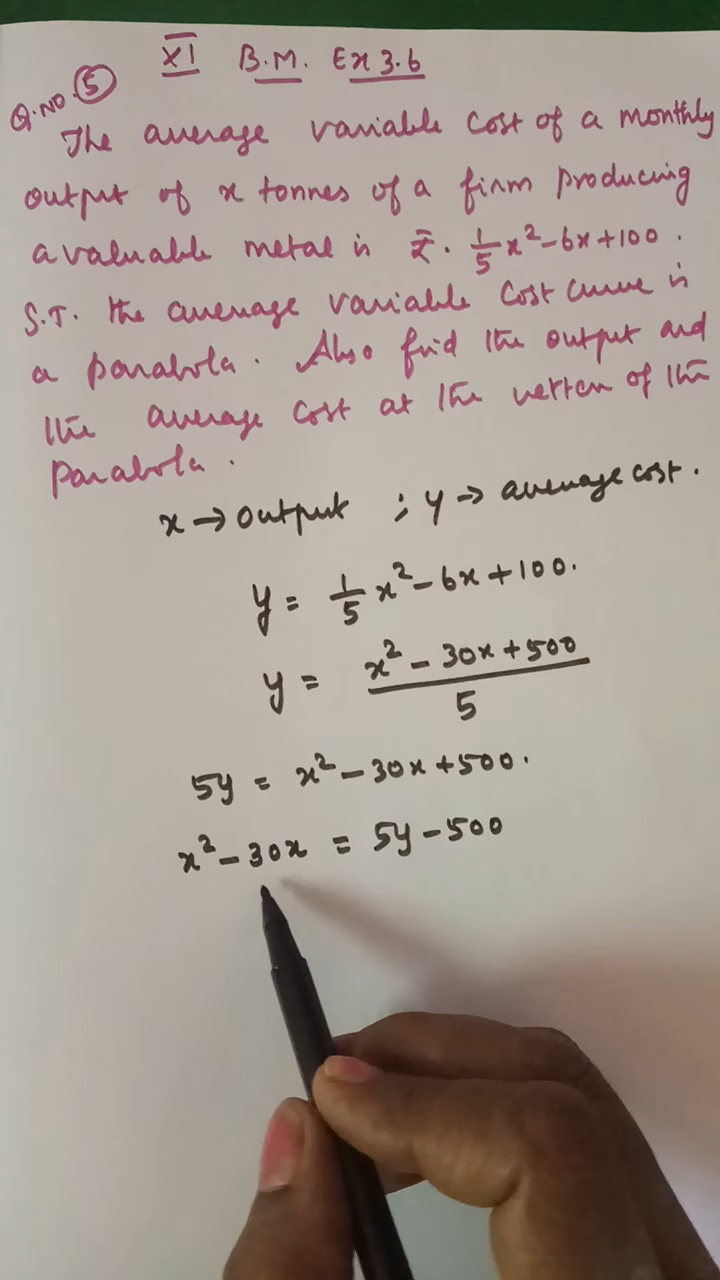 XI B.M. Ex 3.6
Q.NO. 5
The average variable cost of a monthly
output of x tonnes of a firm producing
a valuable metal is ₹. 1/5 x² - 6x + 100.
S.T. the average variable cost curve is
a parabola. Also find the output and
the average cost at the vertex of the
Parabola.
x → output ; y → average cost.
y = 1/5 x² - 6x + 100.
y = (x² - 30x + 500)/5
5y = x² - 30x + 500.
x² - 30x = 5y - 500